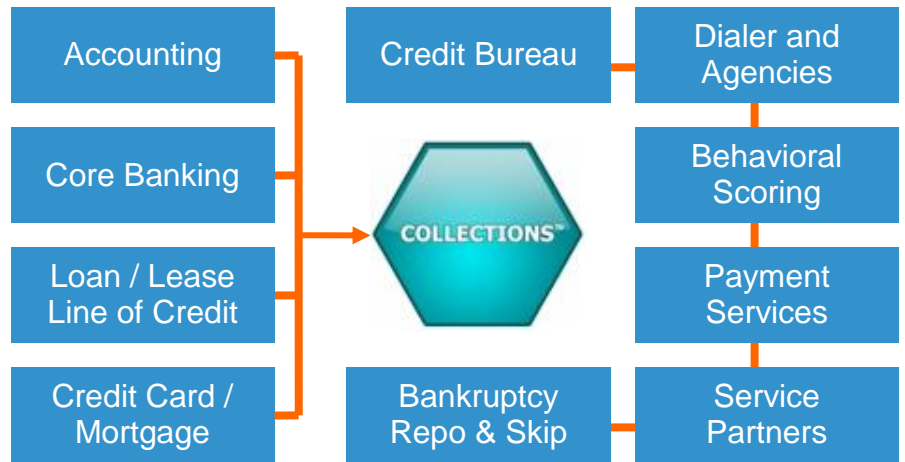 Accounting
Credit Bureau
Dialer and
Agencies
Core Banking
COLLECTIONS™
Behavioral
Scoring
Loan / Lease
Line of Credit
Payment
Services
Credit Card /
Mortgage
Bankruptcy
Repo & Skip
Service
Partners